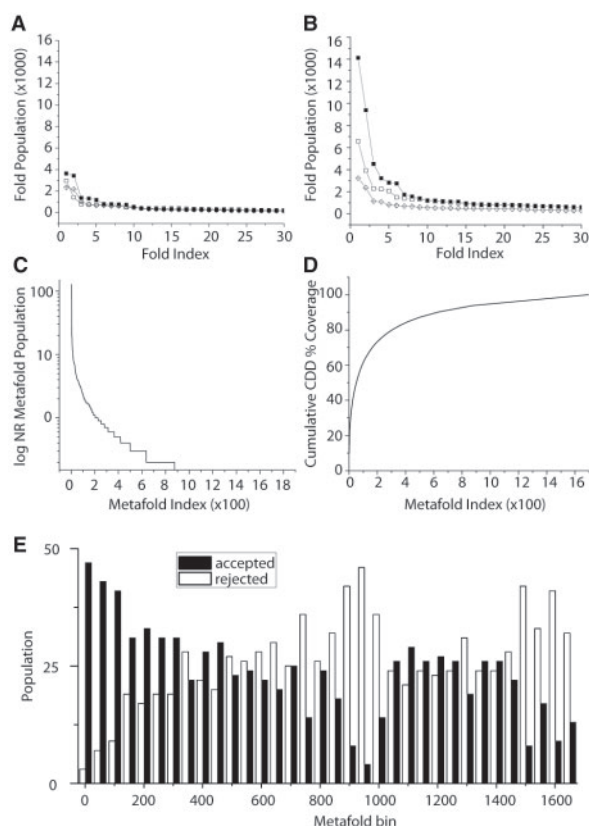 A
B
Fold Population (x1000)
16
14
12
10
8
6
4
2
0
0 5 10 15 20 25 30
Fold Index
Fold Population (x1000)
16
14
12
10
8
6
4
2
0
0 5 10 15 20 25 30
Fold Index
C
D
log NR Metafold Population
100
10
0
0 2 4 6 8 10 12 14 16 18
Metafold Index (x100)
Cumulative CDD % Coverage
100
80
60
40
20
0
0 2 4 6 8 10 12 14 16
Metafold Index (x100)
E
accepted
rejected
Population
50
25
0
0 200 400 600 800 1000 1200 1400 1600
Metafold bin